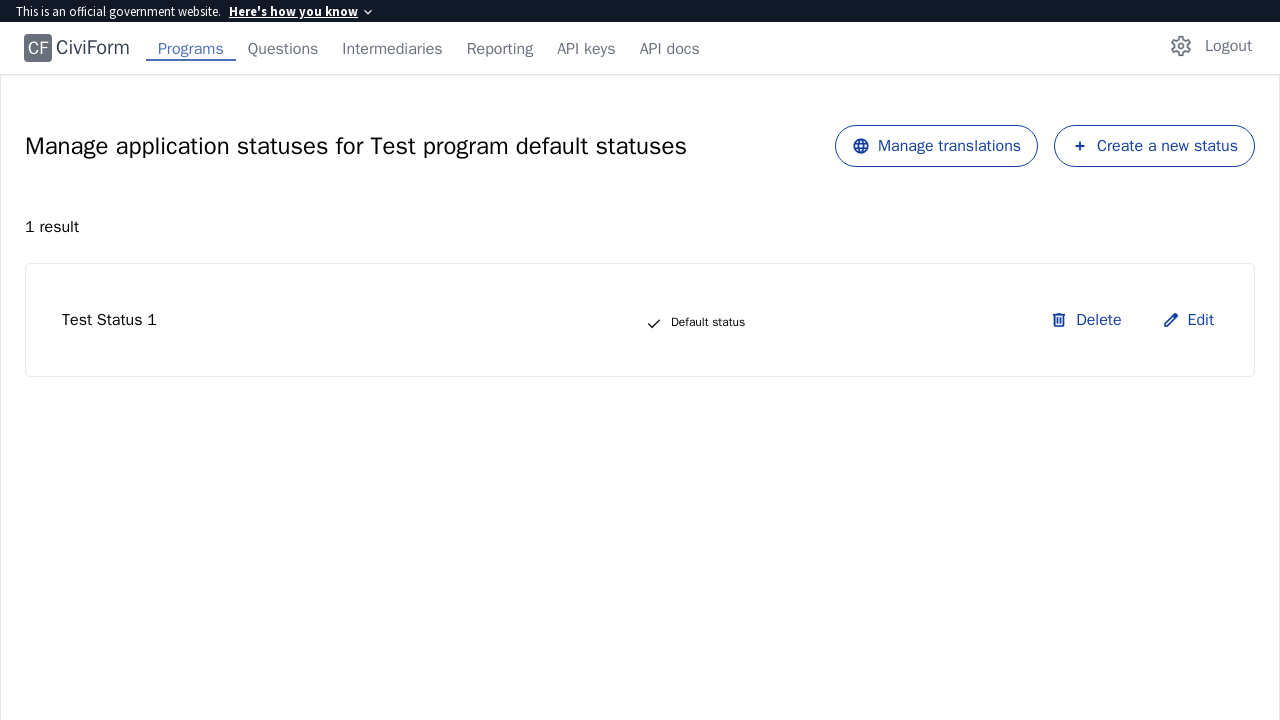 This is an official government website. Here's how you know
CF CiviForm Programs Questions Intermediaries Reporting API keys API docs Logout
Manage application statuses for Test program default statuses Manage translations + Create a new status
1 result
Test Status 1 Default status Delete Edit